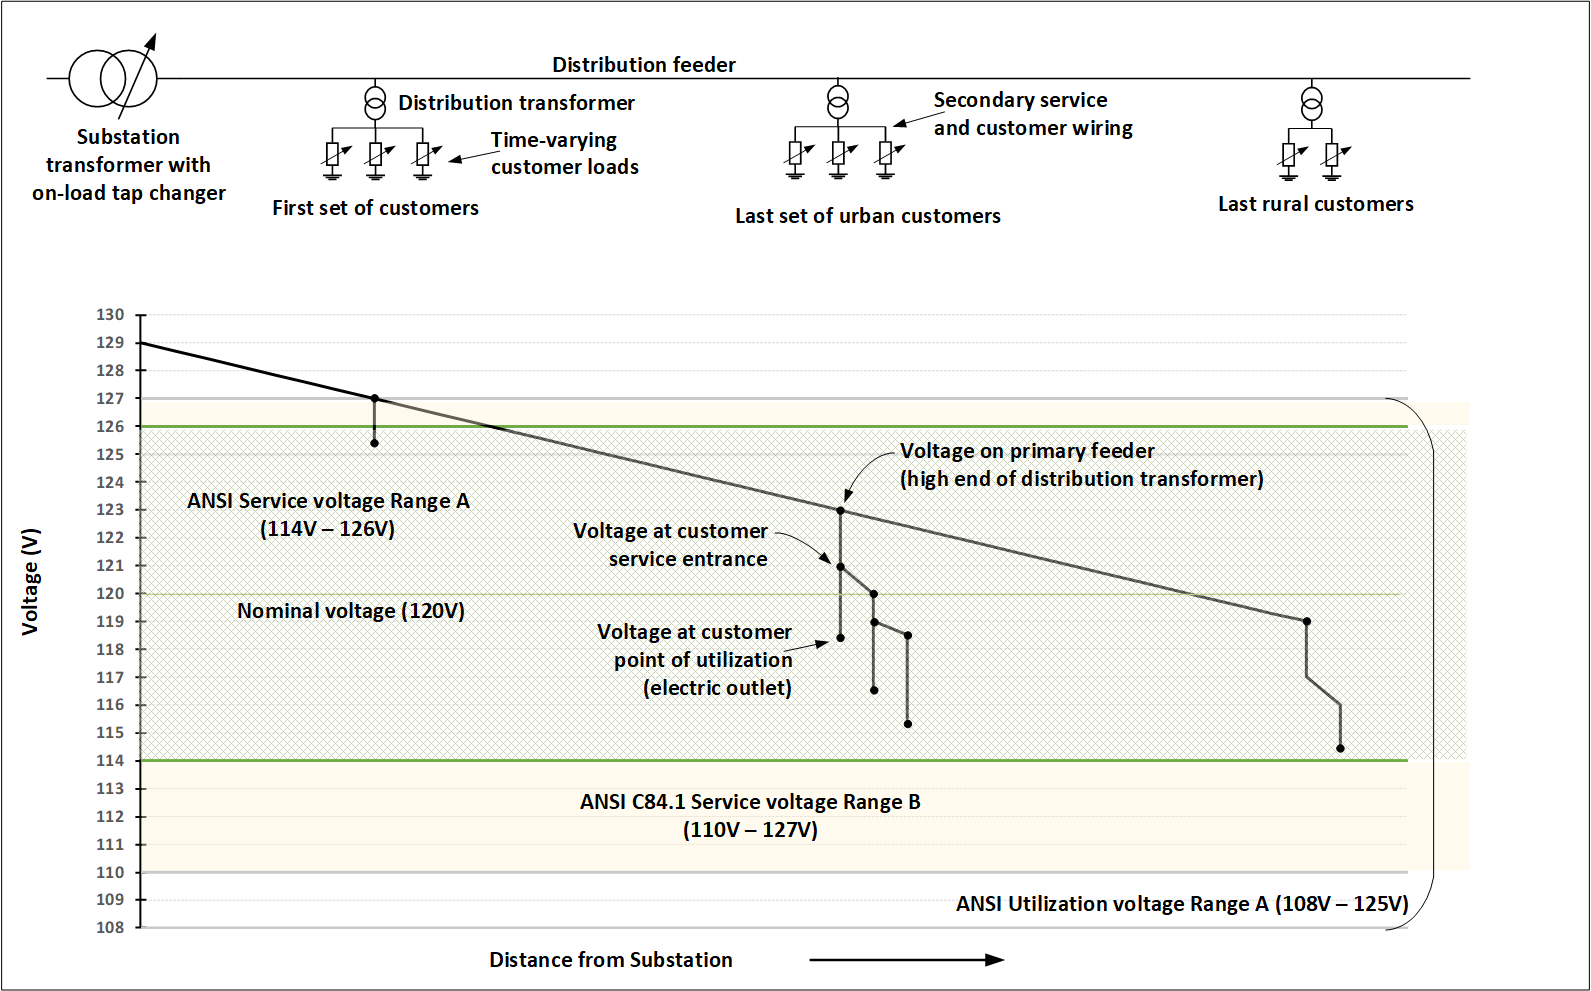 Distribution feeder
Substation
transformer with
on-load tap changer
Distribution transformer
Time-varying
customer loads
First set of customers
Secondary service
and customer wiring
Last set of urban customers
Last rural customers
Voltage (V)
130
129
128
127
126
125
124
123
122
121
120
119
118
117
116
115
114
113
112
111
110
109
108
ANSI Service voltage Range A
(114V – 126V)
Voltage on primary feeder
(high end of distribution transformer)
Voltage at customer
service entrance
Nominal voltage (120V)
Voltage at customer
point of utilization
(electric outlet)
ANSI C84.1 Service voltage Range B
(110V – 127V)
ANSI Utilization voltage Range A (108V – 125V)
Distance from Substation